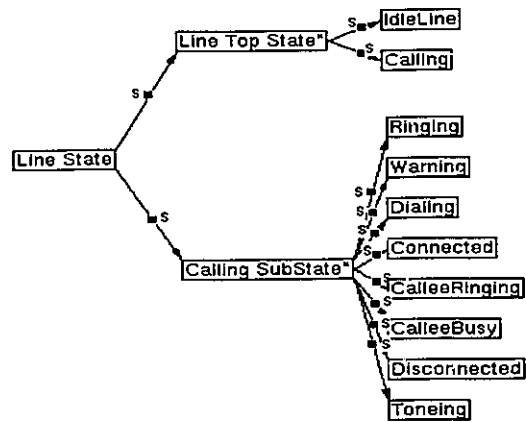 IdleLine
Line Top State*
S
S
Calling
S
Ringing
Line State
Warning
S
S
Dialing
S
S
S
Connected
Calling SubState*
S
CalleeRinging
S
CalleeBusy
S
S
Disconnected
Toneing